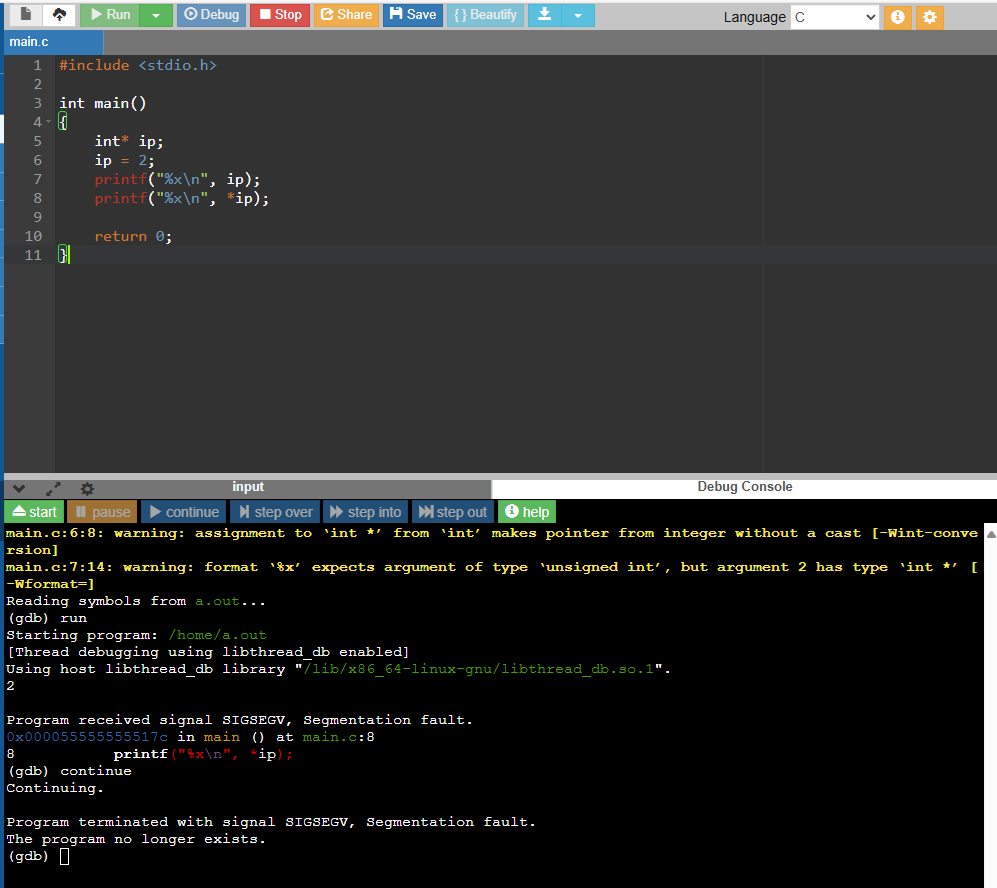 Run Debug Stop Share Save { } Beautify Language C
main.c
1 #include <stdio.h>
2
3 int main()
4 {
5     int* ip;
6     ip = 2;
7     printf("%x\n", ip);
8     printf("%x\n", *ip);
9
10     return 0;
11 }
input Debug Console
start pause continue step over step into step out help
main.c:6:8: warning: assignment to ‘int *’ from ‘int’ makes pointer from integer without a cast [-Wint-conve
rsion]
main.c:7:14: warning: format ‘%x’ expects argument of type ‘unsigned int’, but argument 2 has type ‘int *’ [
-Wformat=]
Reading symbols from a.out...
(gdb) run
Starting program: /home/a.out
[Thread debugging using libthread_db enabled]
Using host libthread_db library "/lib/x86_64-linux-gnu/libthread_db.so.1".
2
Program received signal SIGSEGV, Segmentation fault.
0x000055555555517c in main () at main.c:8
8           printf("%x\n", *ip);
(gdb) continue
Continuing.
Program terminated with signal SIGSEGV, Segmentation fault.
The program no longer exists.
(gdb)